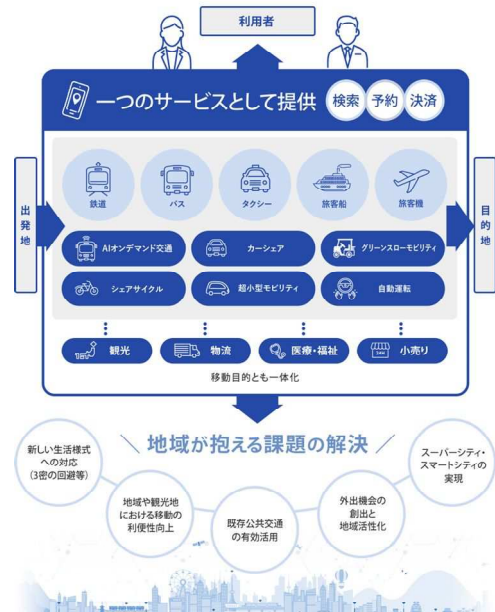 利用者
一つのサービスとして提供 検索 予約 決済
出発地
目的地
鉄道 バス タクシー 旅客船 旅客機
AIオンデマンド交通 カーシェア グリーンスローモビリティ
シェアサイクル 超小型モビリティ 自動運転
観光 物流 医療・福祉 小売り
移動目的とも一体化
地域が抱える課題の解決
新しい生活様式
への対応
(3密の回避等)
地域や観光地
における移動の
利便性向上
既存公共交通
の有効活用
外出機会の
創出と
地域活性化
スーパーシティ・
スマートシティの
実現